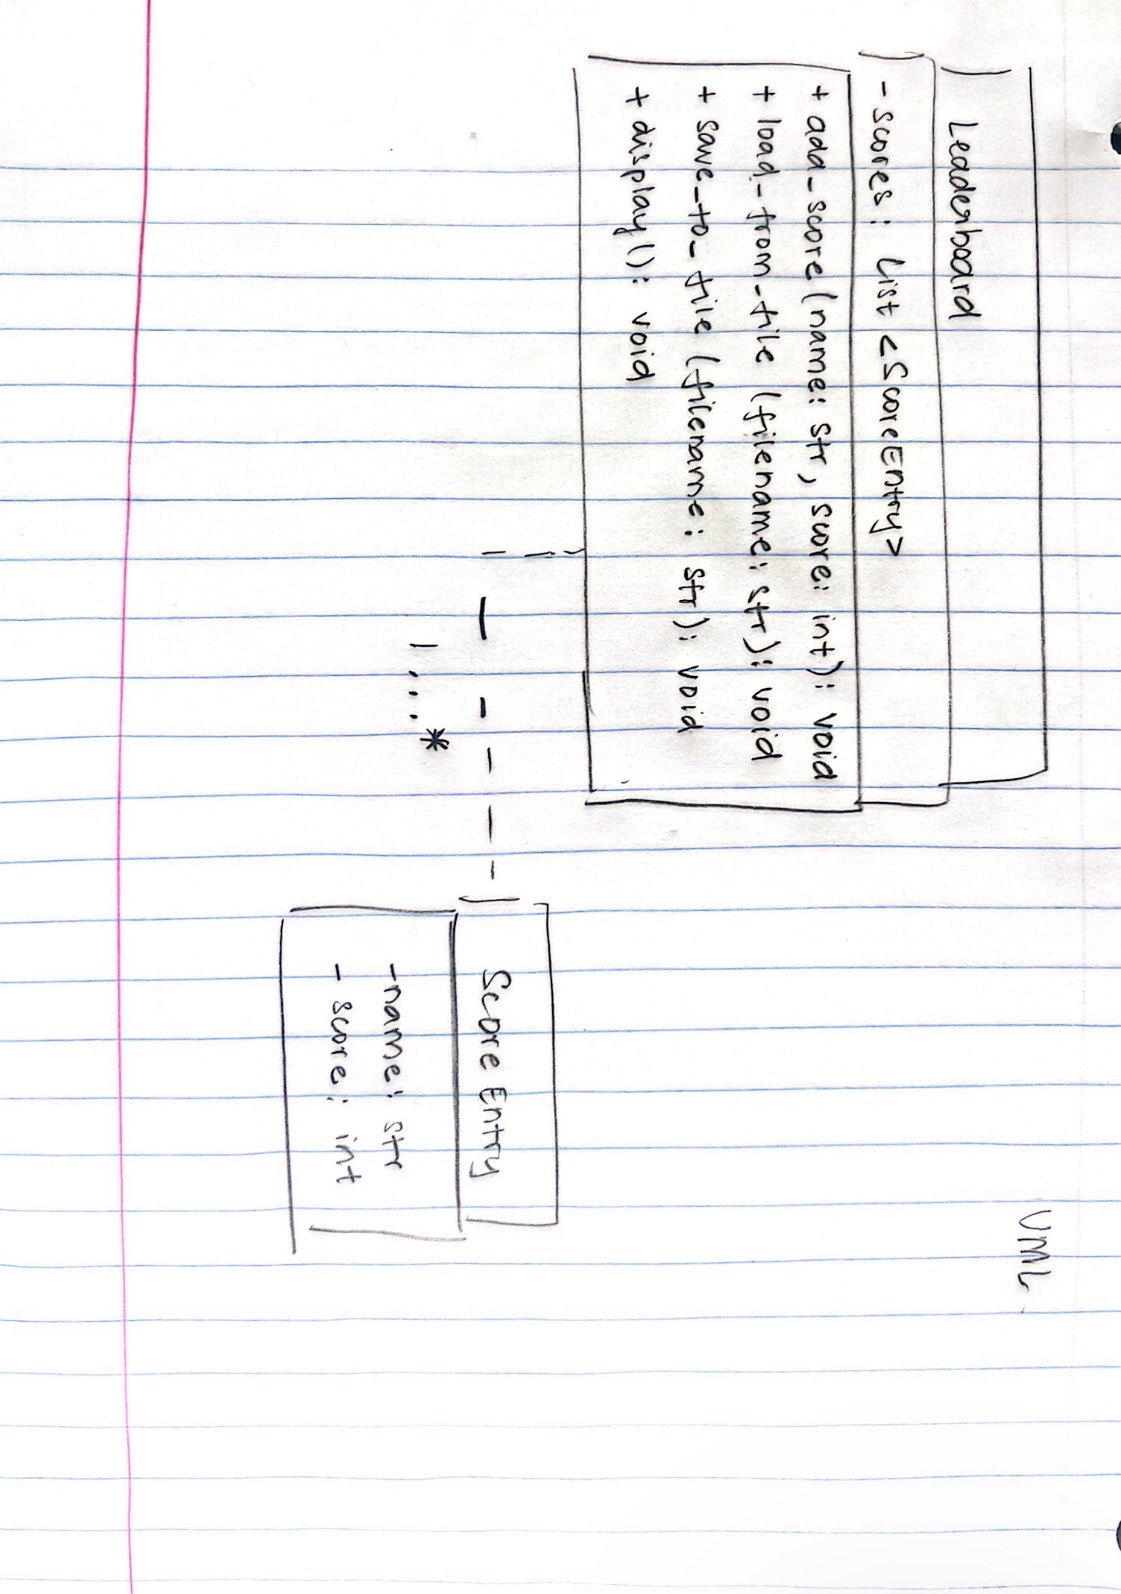 UML
Leaderboard
- scores: List <ScoreEntry>
+ add_score(name: str, score: int): void
+ load_from_file (filename: str): void
+ save_to_file (filename: str): void
+ display(): void
1...*
Score Entry
-name: str
- score: int